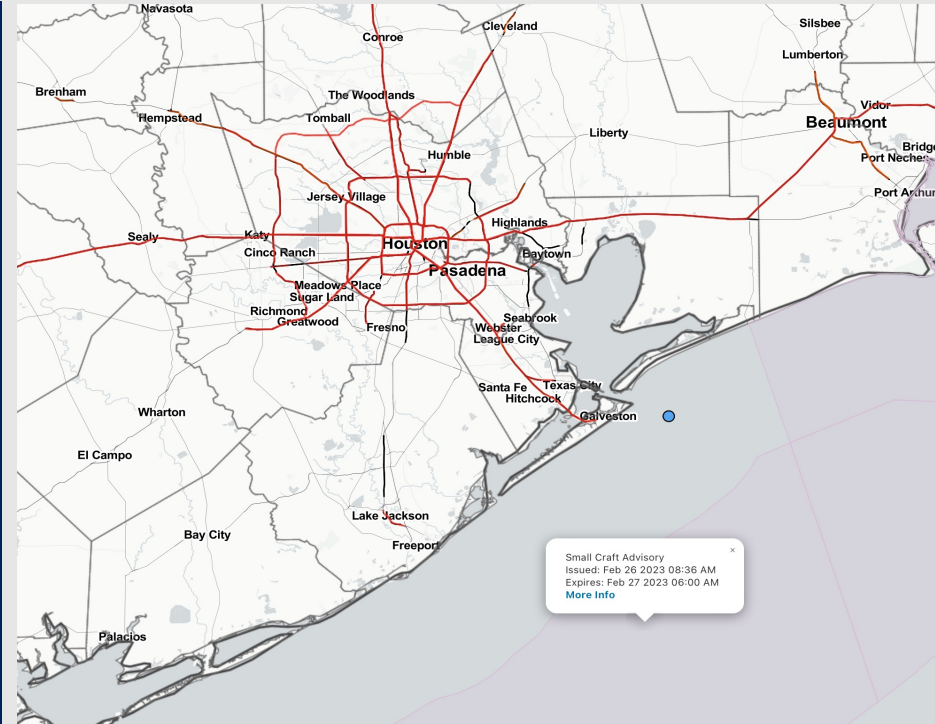 Navasota
Cleveland
Silsbee
Conroe
Lumberton
Brenham
The Woodlands
Vidor
Hempstead
Tomball
Beaumont
Liberty
Bridge
Humble
Port Neches
Jersey Village
Port Arthur
Highlands
Sealy
Katy
Houston
Cinco Ranch
Baytown
Pasadena
Meadows Place
Sugar Land
Richmond
Greatwood
Seabrook
Fresno
Webster
League City
Santa Fe
Texas City
Hitchcock
Wharton
Galveston
El Campo
Lake Jackson
Bay City
Freeport
×
Small Craft Advisory
Issued: Feb 26 2023 08:36 AM
Expires: Feb 27 2023 06:00 AM
More Info
Palacios